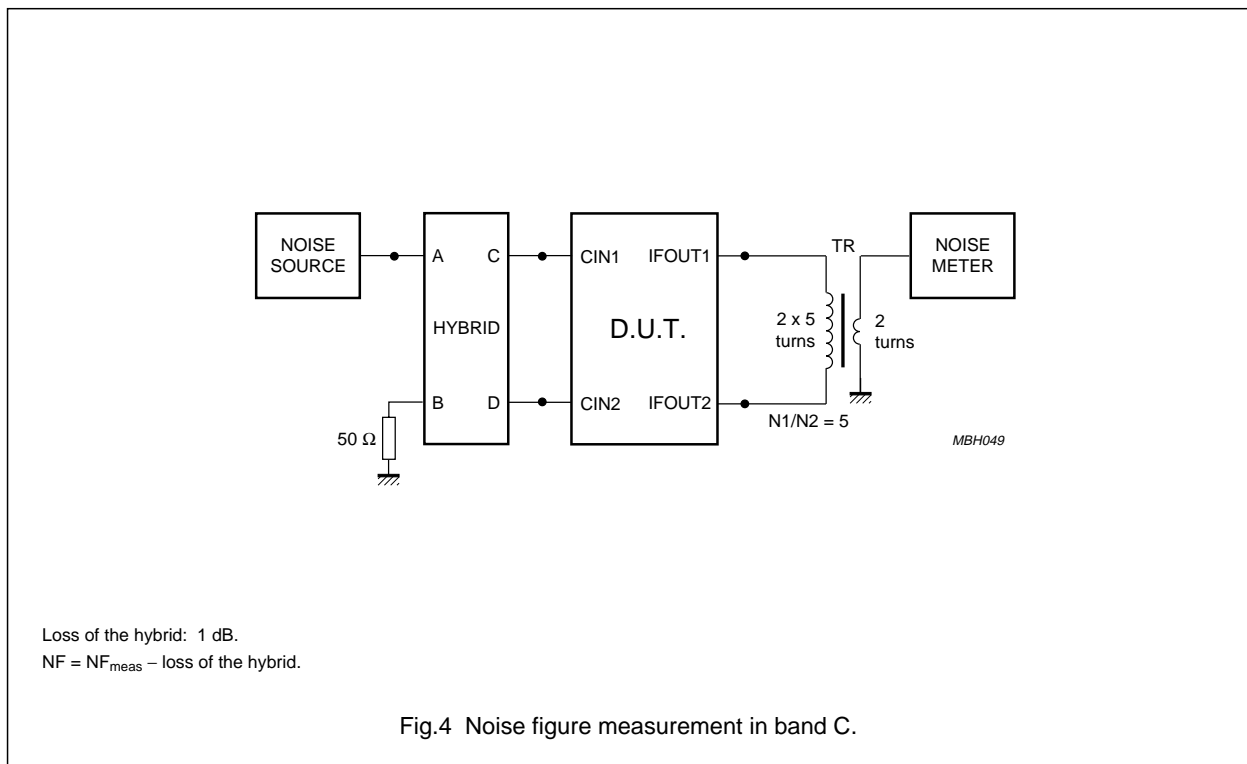 NOISE
SOURCE
A
C
HYBRID
B
D
50 Ω
CIN1
IFOUT1
D.U.T.
CIN2
IFOUT2
TR
2 x 5
turns
2
turns
N1/N2 = 5
NOISE
METER
MBH049
Loss of the hybrid: 1 dB.
NF = NFmeas – loss of the hybrid.
Fig.4 Noise figure measurement in band C.